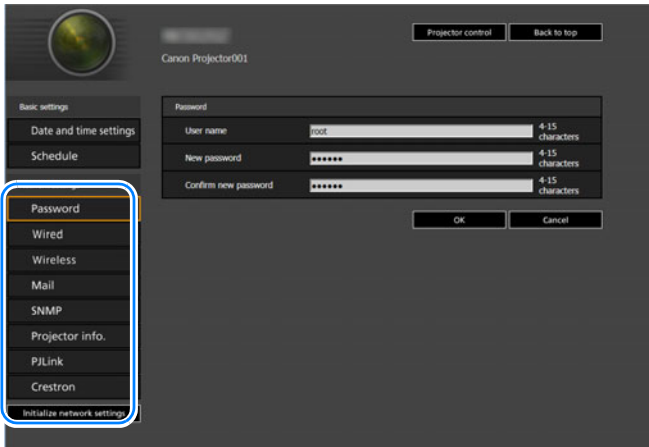 Projector control
Back to top
Canon Projector001
Basic settings
Date and time settings
Schedule
Password
Wired
Wireless
Mail
SNMP
Projector info.
PJLink
Crestron
Initialize network settings
Password
User name
root
4-15
characters
New password
••••••
4-15
characters
Confirm new password
••••••
4-15
characters
OK
Cancel